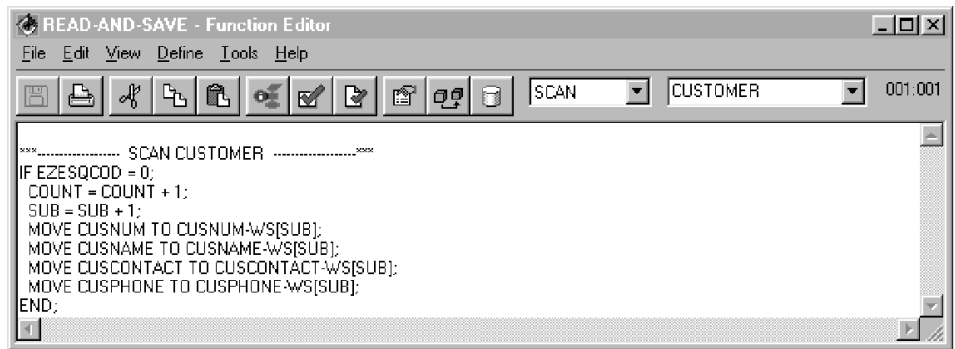 READ-AND-SAVE - Function Editor
File Edit View Define Tools Help
SCAN CUSTOMER 001:001
***-------------------- SCAN CUSTOMER --------------------***
IF EZESQCOD = 0;
COUNT = COUNT + 1;
SUB = SUB + 1;
MOVE CUSNUM TO CUSNUM-WS[SUB];
MOVE CUSNAME TO CUSNAME-WS[SUB];
MOVE CUSCONTACT TO CUSCONTACT-WS[SUB];
MOVE CUSPHONE TO CUSPHONE-WS[SUB];
END;